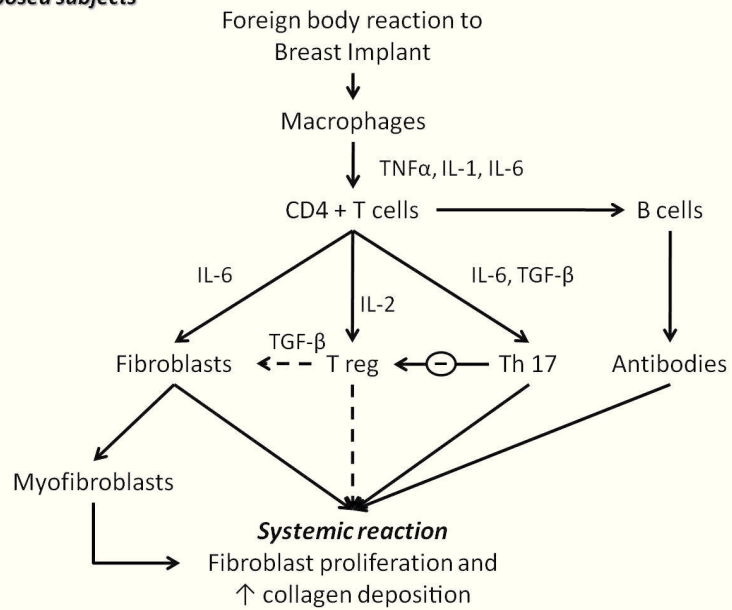 Foreign body reaction to
Breast Implant
Macrophages
TNFα, IL-1, IL-6
CD4 + T cells
B cells
IL-6
IL-2
IL-6, TGF-β
TGF-β
Fibroblasts
T reg
−
Th 17
Antibodies
Myofibroblasts
Systemic reaction
Fibroblast proliferation and
↑ collagen deposition